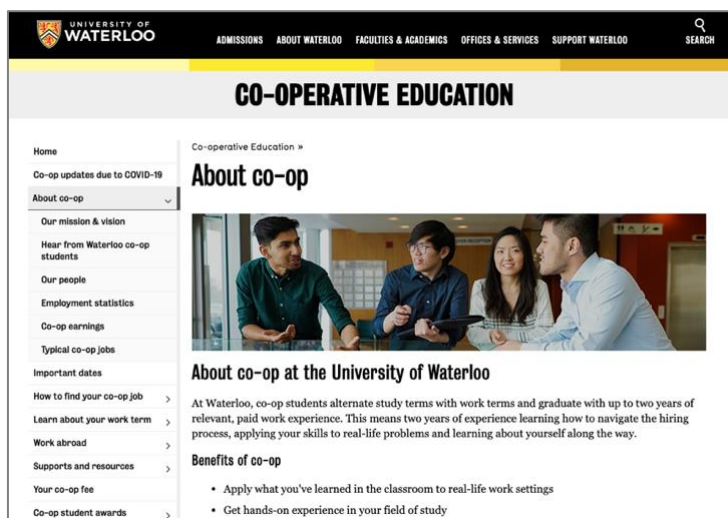 UNIVERSITY OF
WATERLOO
ADMISSIONS ABOUT WATERLOO FACULTIES & ACADEMICS OFFICES & SERVICES SUPPORT WATERLOO SEARCH
CO-OPERATIVE EDUCATION
Home
Co-op updates due to COVID-19
About co-op
Our mission & vision
Hear from Waterloo co-op
students
Our people
Employment statistics
Co-op earnings
Typical co-op jobs
Important dates
How to find your co-op job
Learn about your work term
Work abroad
Supports and resources
Your co-op fee
Co-op student awards
Co-operative Education »
About co-op
About co-op at the University of Waterloo
At Waterloo, co-op students alternate study terms with work terms and graduate with up to two years of
relevant, paid work experience. This means two years of experience learning how to navigate the hiring
process, applying your skills to real-life problems and learning about yourself along the way.
Benefits of co-op
• Apply what you've learned in the classroom to real-life work settings
• Get hands-on experience in your field of study